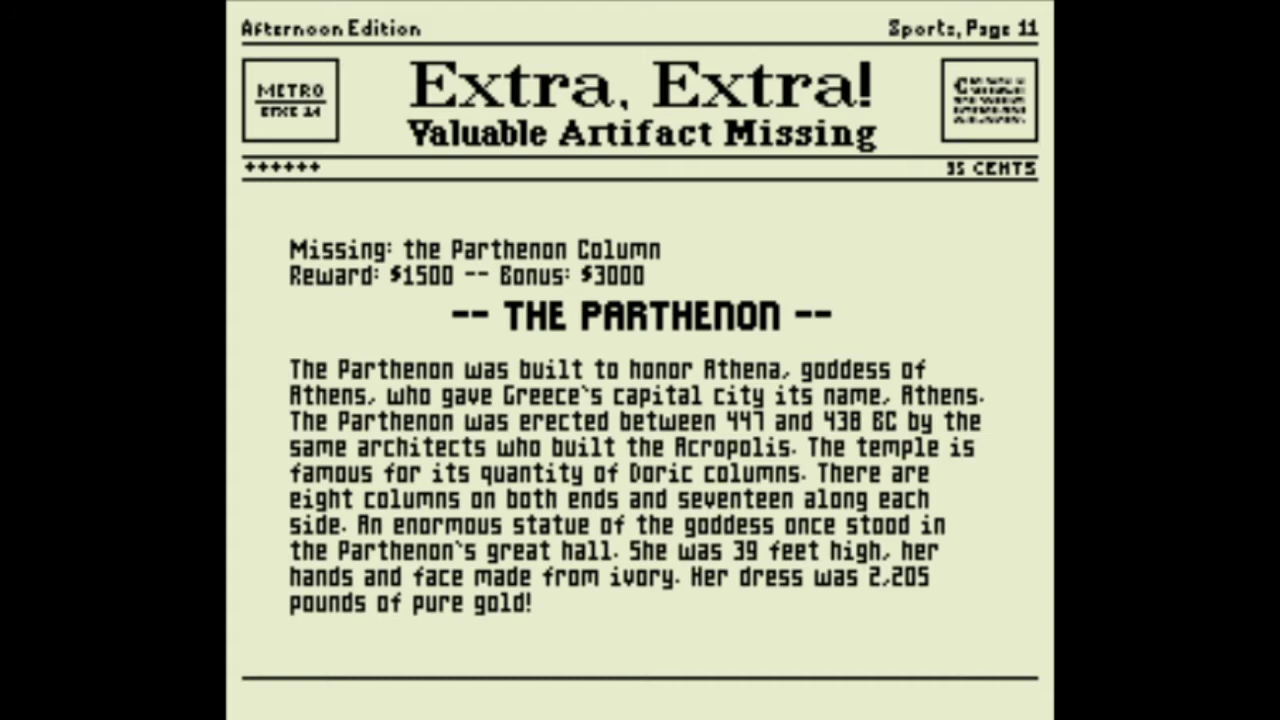 Afternoon Edition
Sports, Page 11
METRO
Extra, Extra!
Valuable Artifact Missing
++++++
35 CENTS
Missing: the Parthenon Column
Reward: $1500 -- Bonus: $3000
-- THE PARTHENON --
The Parthenon was built to honor Athena, goddess of
Athens, who gave Greece's capital city its name, Athens.
The Parthenon was erected between 447 and 438 BC by the
same architects who built the Acropolis. The temple is
famous for its quantity of Doric columns. There are
eight columns on both ends and seventeen along each
side. An enormous statue of the goddess once stood in
the Parthenon's great hall. She was 39 feet high, her
hands and face made from ivory. Her dress was 2,205
pounds of pure gold!